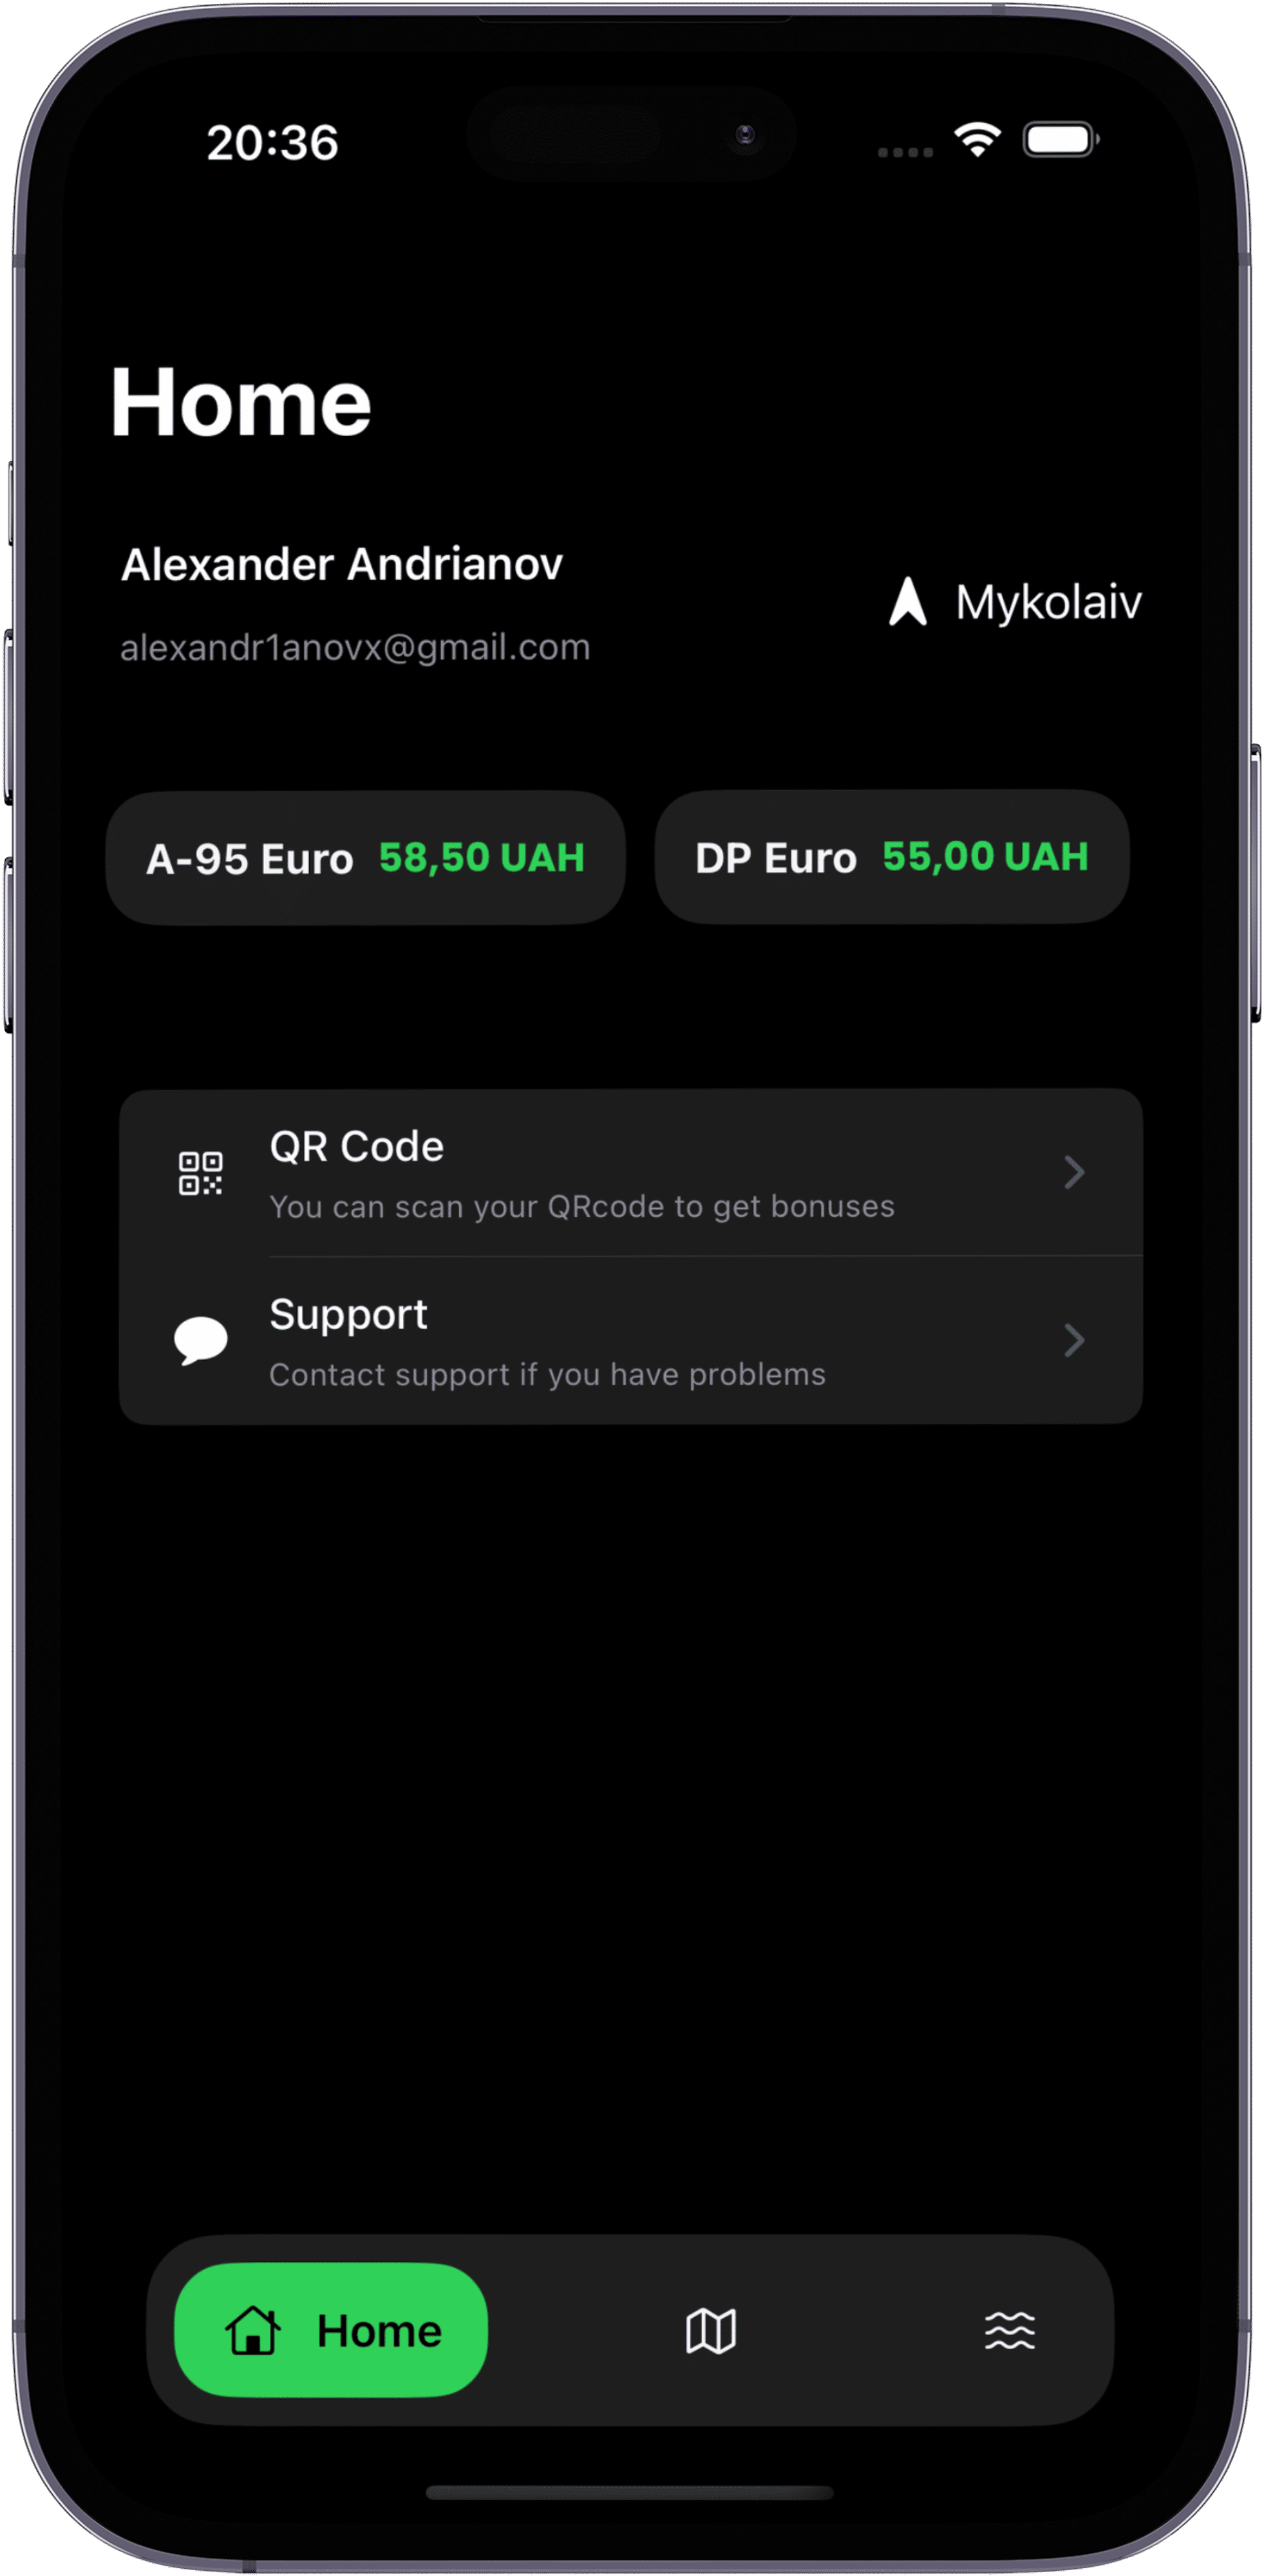 20:36
Home
Alexander Andrianov
alexandr1anovx@gmail.com
Mykolaiv
A-95 Euro 58,50 UAH
DP Euro 55,00 UAH
QR Code
You can scan your QRcode to get bonuses
Support
Contact support if you have problems
Home